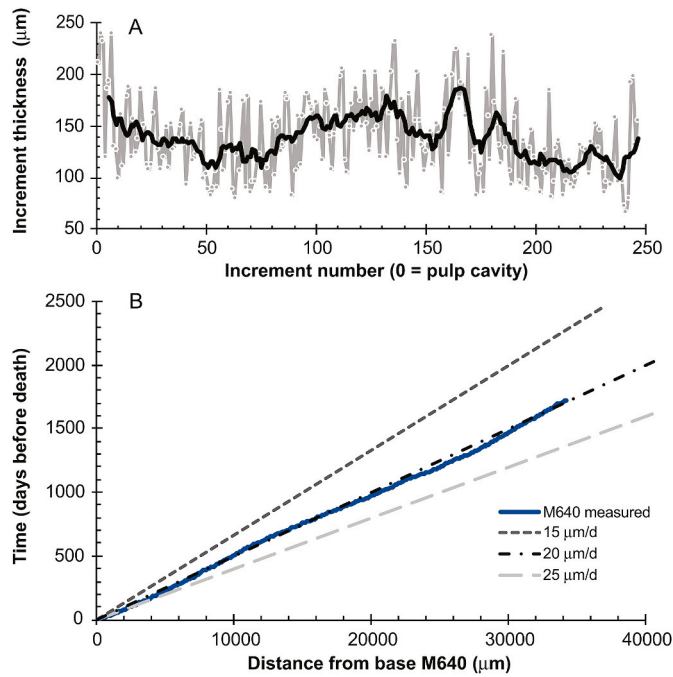 A
Increment thickness (μm)
250
200
150
100
50
0 50 100 150 200 250
Increment number (0 = pulp cavity)
B
Time (days before death)
2500
2000
1500
1000
500
0
M640 measured
15 μm/d
20 μm/d
25 μm/d
0 10000 20000 30000 40000
Distance from base M640 (μm)